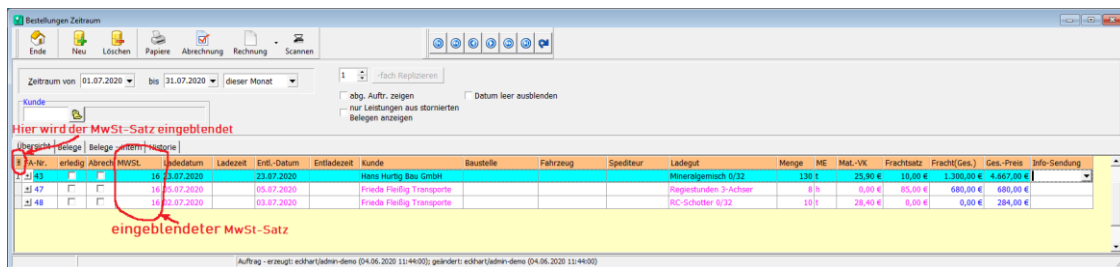 Bestellungen Zeitraum
Ende Neu Löschen Papiere Abrechnung Rechnung Scannen
Zeitraum von 01.07.2020 bis 31.07.2020 dieser Monat
1 -fach Replizieren
abg. Auftr. zeigen Datum leer ausblenden
nur Leistungen aus stornierten
Belegen anzeigen
Kunde
Hier wird der MwSt-Satz eingeblendet
Übersicht Belege Belege - intern Historie
FA-Nr. erledig Abrech MWSt. Ladedatum Ladezeit Entl.-Datum Entladezeit Kunde Baustelle Fahrzeug Spediteur Ladegut Menge ME Mat.-VK Frachtsatz Fracht(Ges.) Ges.-Preis Info-Sendung
43 16 23.07.2020 23.07.2020 Hans Hurtig Bau GmbH Mineralgemisch 0/32 130 t 25,90 € 10,00 € 1.300,00 € 4.667,00 €
47 16 05.07.2020 05.07.2020 Frieda Fleißig Transporte Regiestunden 3-Achser 8 h 0,00 € 85,00 € 680,00 € 680,00 €
48 16 02.07.2020 03.07.2020 Frieda Fleißig Transporte RC-Schotter 0/32 10 t 28,40 € 0,00 € 0,00 € 284,00 €
eingeblendeter MwSt-Satz
Auftrag - erzeugt: eckhart/admin-demo (04.06.2020 11:44:00); geändert: eckhart/admin-demo (04.06.2020 11:44:00)